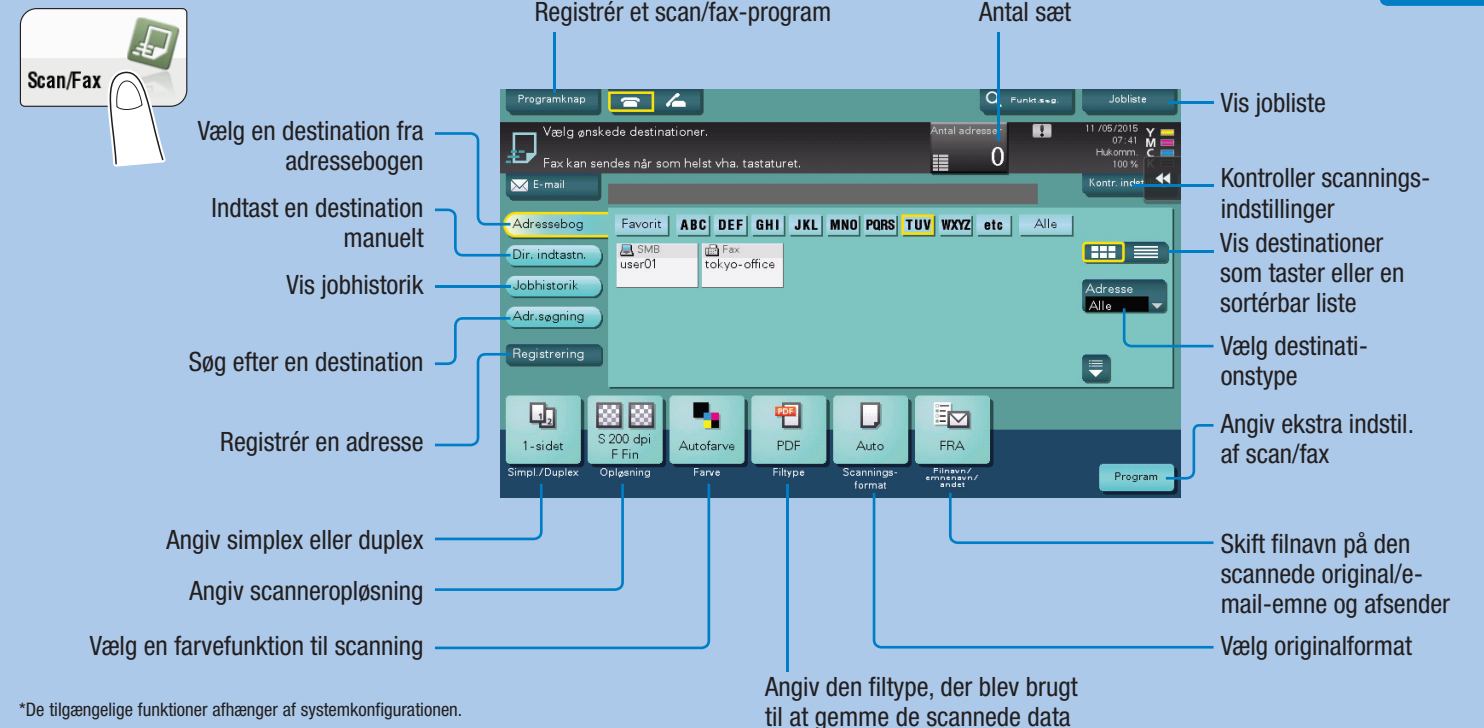 Registrér et scan/fax-program
Antal sæt
Scan/Fax
Vælg en destination fra
adressebogen
Indtast en destination
manuelt
Vis jobhistorik
Søg efter en destination
Registrér en adresse
Angiv simplex eller duplex
Angiv scanneropløsning
Vælg en farvefunktion til scanning
Programknap
Funkt.søg.
Jobliste
Vælg ønskede destinationer.
Fax kan sendes når som helst vha. tastaturet.
Antal adresser
0
11/05/2015
07:41
Hukomm.
100 %
Y
M
C
K
E-mail
Kontr. indst
Adressebog
Favorit ABC DEF GHI JKL MNO PQRS TUV WXYZ etc Alle
Dir. indtastn.
SMB
user01
Fax
tokyo-office
Jobhistorik
Adr.søgning
Registrering
Adresse
Alle
1-sidet
S 200 dpi
F Fin
Autofarve
PDF
PDF
Auto
FRA
Simpl./Duplex
Opløsning
Farve
Filtype
Scannings-
format
Filnavn/
emnenavn/
andet
Program
Vis jobliste
Kontroller scannings-
indstillinger
Vis destinationer
som taster eller en
sortérbar liste
Vælg destinati-
onstype
Angiv ekstra indstil.
af scan/fax
Skift filnavn på den
scannede original/e-
mail-emne og afsender
Vælg originalformat
Angiv den filtype, der blev brugt
til at gemme de scannede data
*De tilgængelige funktioner afhænger af systemkonfigurationen.